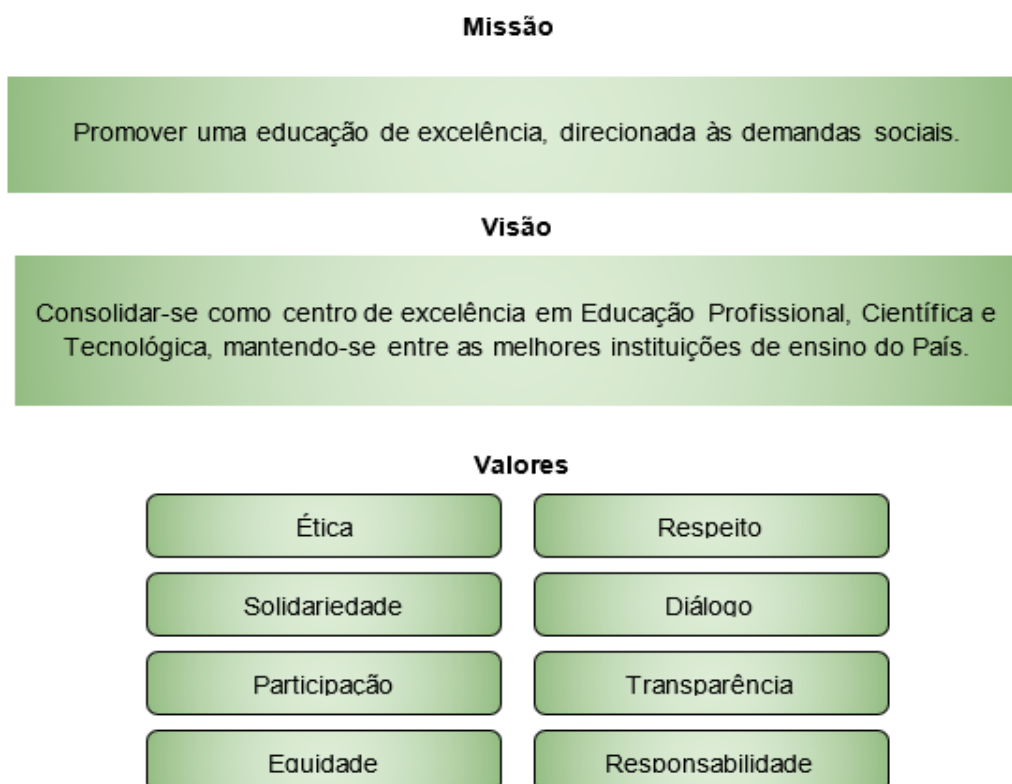 Missão
Promover uma educação de excelência, direcionada às demandas sociais.
Visão
Consolidar-se como centro de excelência em Educação Profissional, Científica e
Tecnológica, mantendo-se entre as melhores instituições de ensino do País.
Valores
Ética
Respeito
Solidariedade
Diálogo
Participação
Transparência
Equidade
Responsabilidade